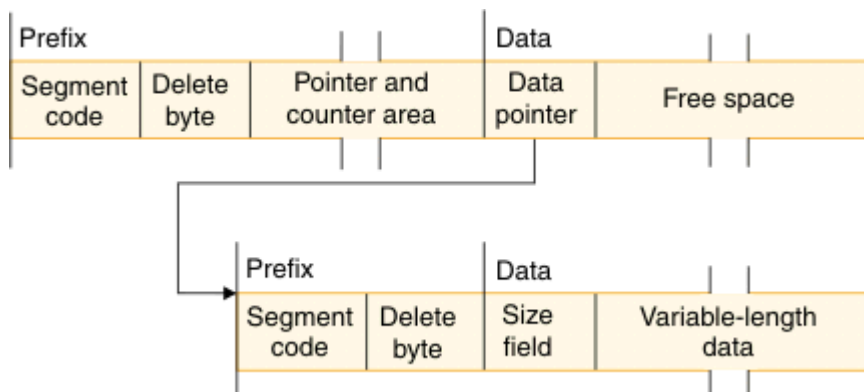 Prefix
Data
Segment code
Delete byte
Pointer and counter area
Data pointer
Free space
Prefix
Data
Segment code
Delete byte
Size field
Variable-length data